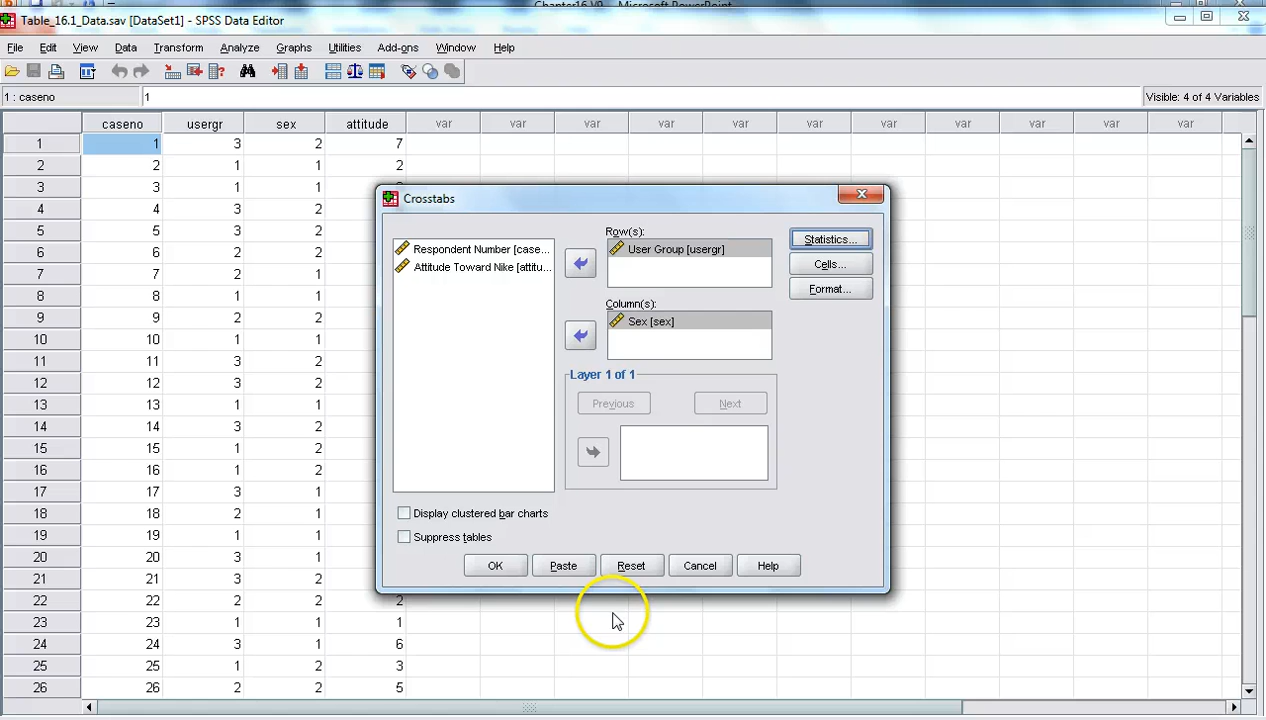 Chapter16 V0... - Microsoft PowerPoint
Table_16.1_Data.sav [DataSet1] - SPSS Data Editor
File Edit View Data Transform Analyze Graphs Utilities Add-ons Window Help
1 : caseno 1 Visible: 4 of 4 Variables
caseno usergr sex attitude var var var var var var var var var var
1 1 3 2 7
2 2 1 1 2
3 3 1 1
4 4 3 2
5 5 3 2
6 6 2 2
7 7 2 1
8 8 1 1
9 9 2 2
10 10 1 1
11 11 3 2
12 12 3 2
13 13 1 1
14 14 3 2
15 15 1 2
16 16 1 2
17 17 3 1
18 18 2 1
19 19 1 1
20 20 3 1
21 21 3 2
22 22 2 2 2
23 23 1 1 1
24 24 3 1 6
25 25 1 2 3
26 26 2 2 5
Crosstabs
Respondent Number [case...
Attitude Toward Nike [attitu...
Row(s):
User Group [usergr]
Column(s):
Sex [sex]
Layer 1 of 1
Previous Next
Statistics...
Cells...
Format...
Display clustered bar charts
Suppress tables
OK Paste Reset Cancel Help